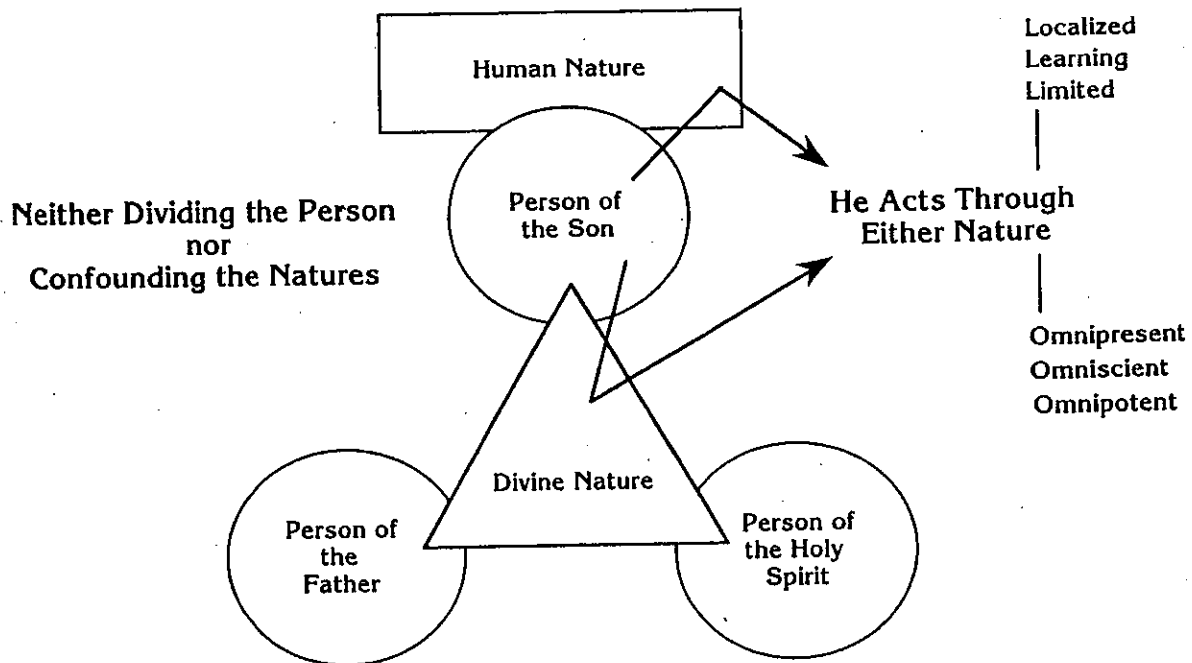 Human Nature
Localized
Learning
Limited
Neither Dividing the Person
nor
Confounding the Natures
Person of
the Son
He Acts Through
Either Nature
Omnipresent
Omniscient
Omnipotent
Divine Nature
Person of
the
Father
Person of
the Holy
Spirit